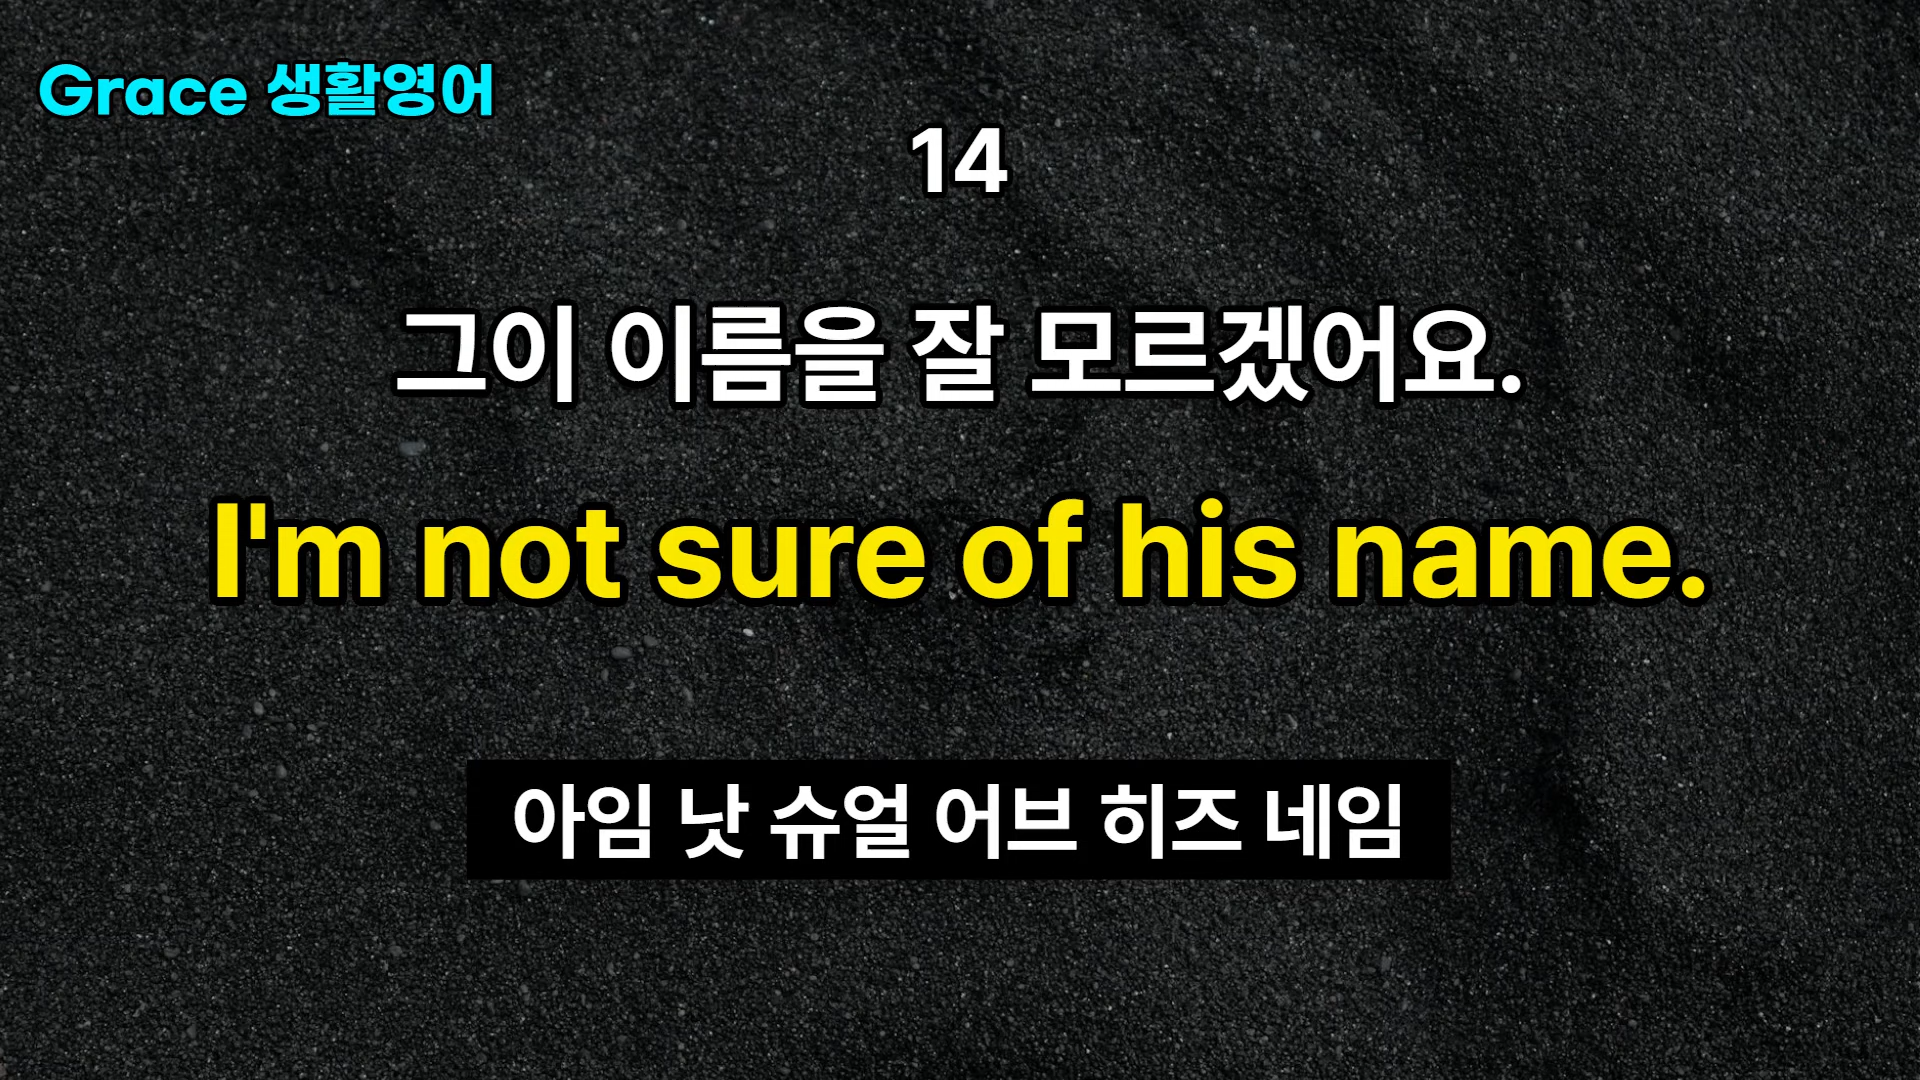 Grace 생활영어
14
그이 이름을 잘 모르겠어요.
I'm not sure of his name.
아임 낫 슈얼 어브 히즈 네임